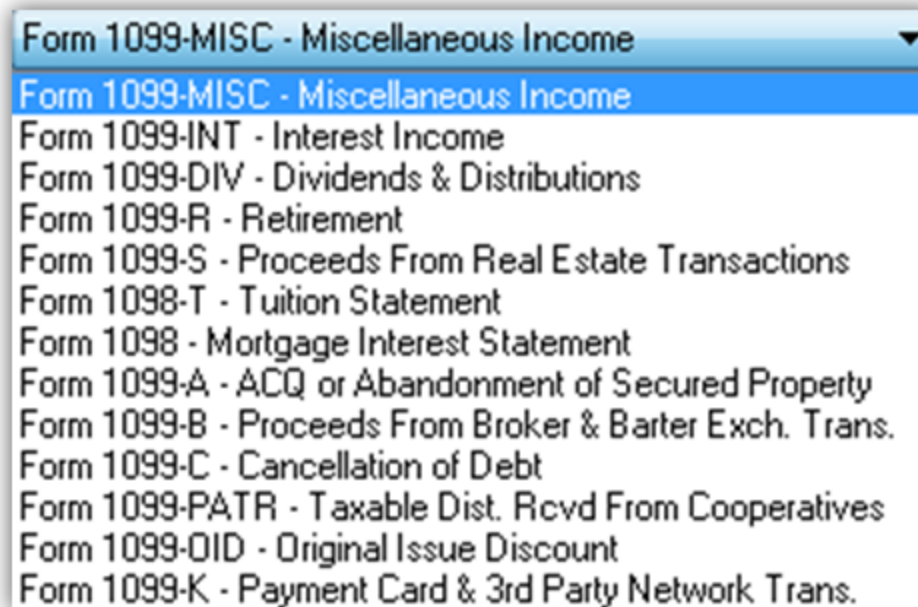 Form 1099-MISC - Miscellaneous Income
Form 1099-MISC - Miscellaneous Income
Form 1099-INT - Interest Income
Form 1099-DIV - Dividends & Distributions
Form 1099-R - Retirement
Form 1099-S - Proceeds From Real Estate Transactions
Form 1098-T - Tuition Statement
Form 1098 - Mortgage Interest Statement
Form 1099-A - ACQ or Abandonment of Secured Property
Form 1099-B - Proceeds From Broker & Barter Exch. Trans.
Form 1099-C - Cancellation of Debt
Form 1099-PATR - Taxable Dist. Rcvd From Cooperatives
Form 1099-OID - Original Issue Discount
Form 1099-K - Payment Card & 3rd Party Network Trans.